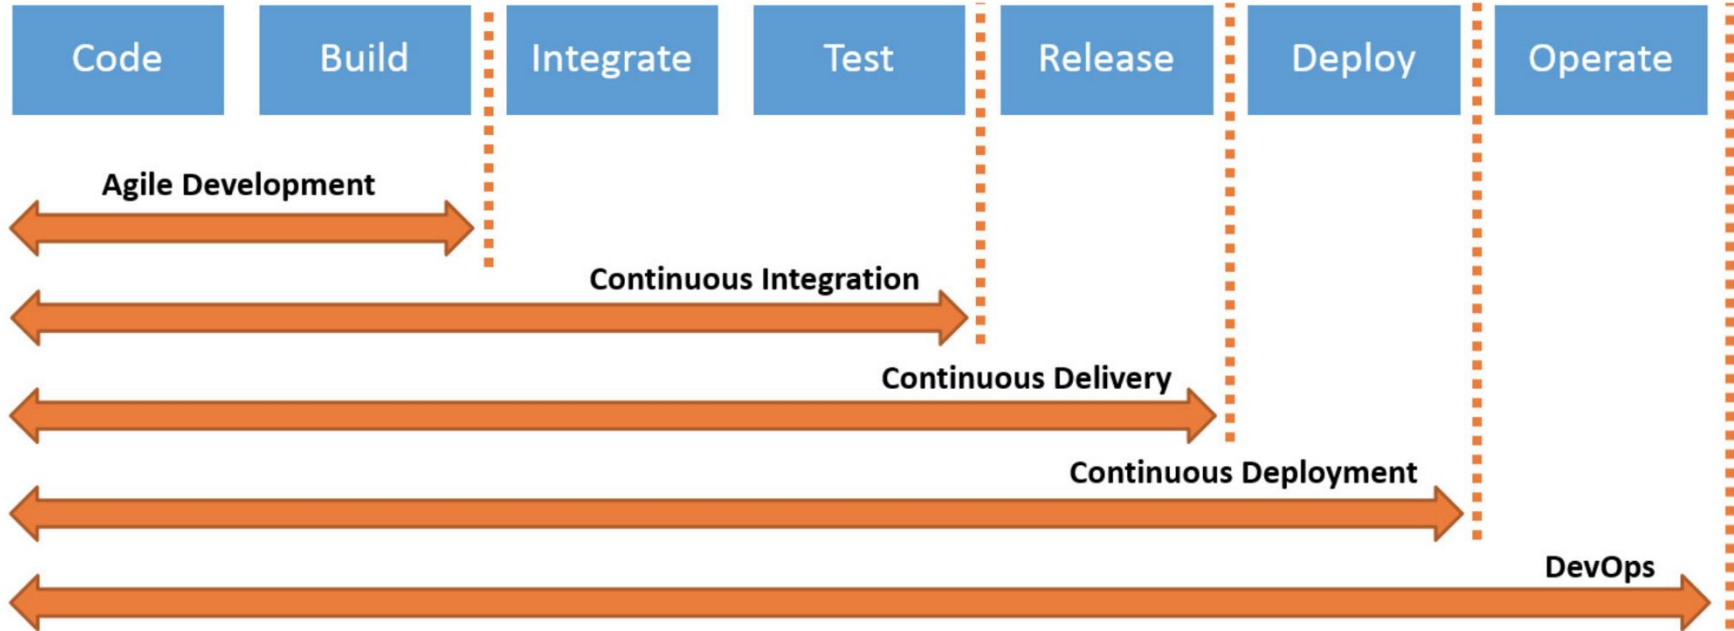 Code Build Integrate Test Release Deploy Operate
Agile Development
Continuous Integration
Continuous Delivery
Continuous Deployment
DevOps